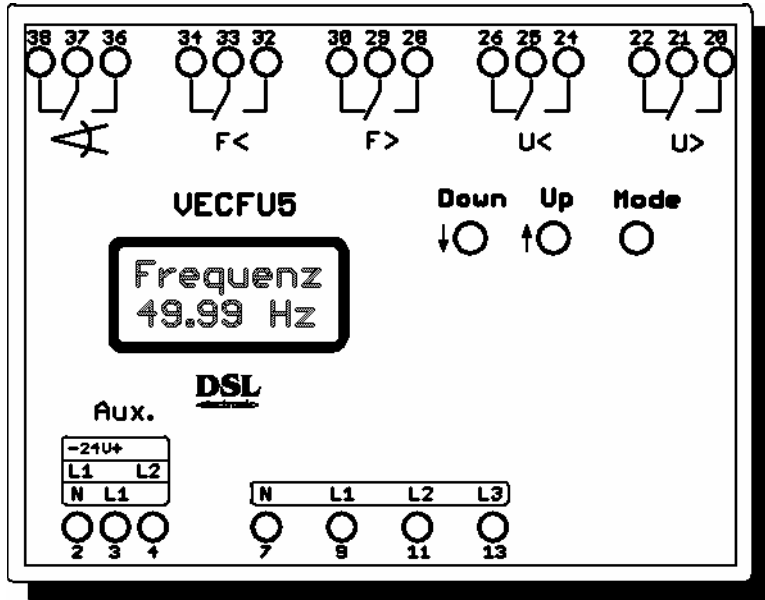 38 37 36 34 33 32 30 29 28 26 25 24 22 21 20
F< F> U< U>
VECFU5
Down Up Mode
Frequenz
49.99 Hz
DSL
electronic
Aux.
-24V+
L1 L2
N L1
N L1 L2 L3
2 3 4 7 9 11 13